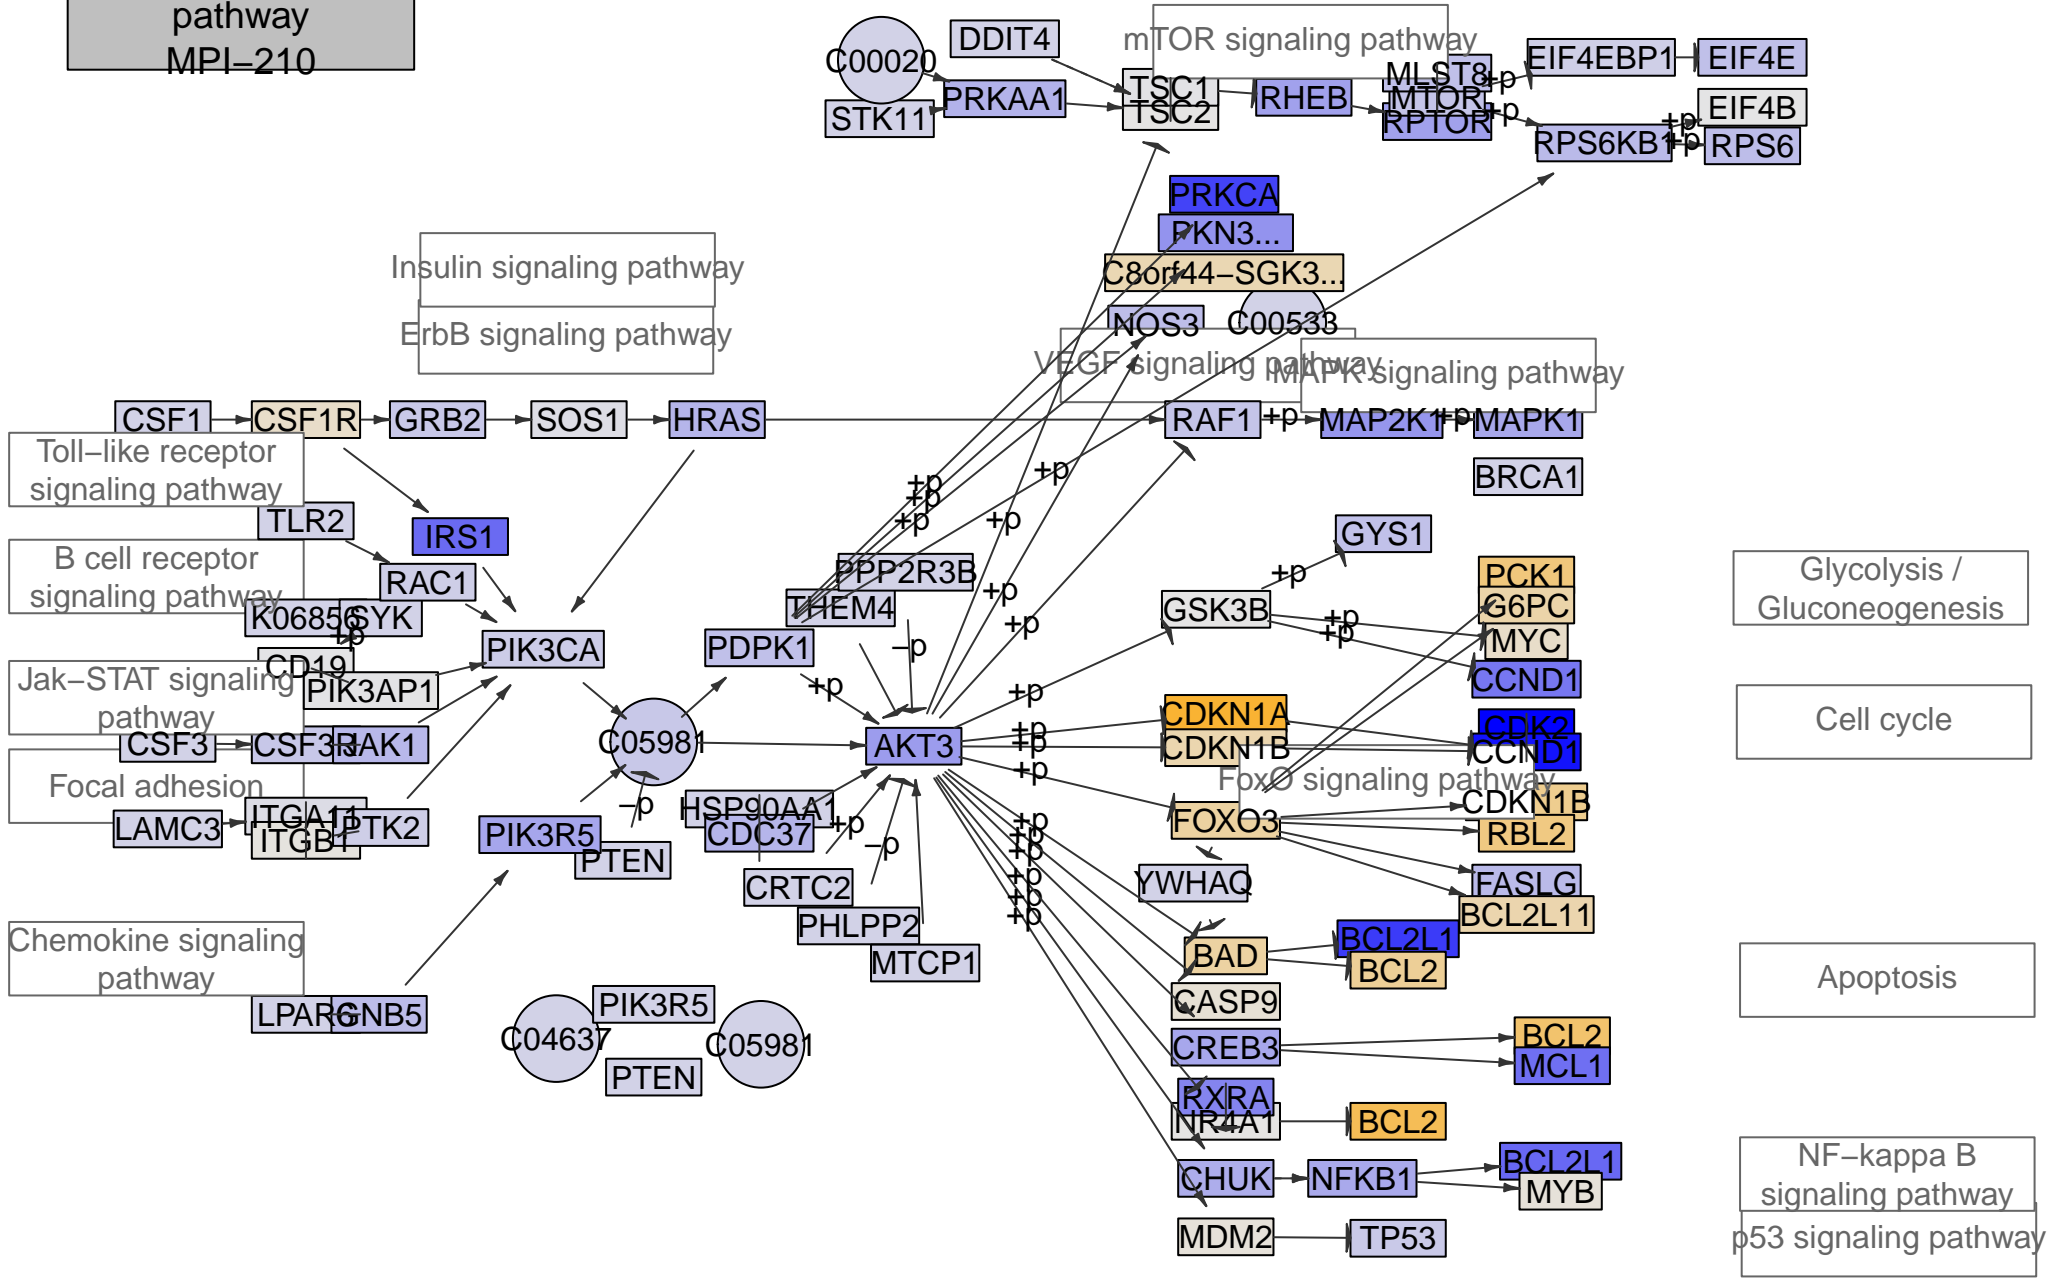 pathway
MPI−210
C00020
DDIT4
mTOR signaling pathway
STK11
PRKAA1
TSC1
TSC2
RHEB
MLST8
MTOR
RPTOR
+p
+p
EIF4EBP1
EIF4E
EIF4B
RPS6KB1
+p
+p
RPS6
PRKCA
PKN3...
C8orf44−SGK3...
NOS3
C00533
Insulin signaling pathway
ErbB signaling pathway
VEGF signaling pathway
MAPK signaling pathway
CSF1
CSF1R
GRB2
SOS1
HRAS
RAF1
+p
MAP2K1
+p
MAPK1
BRCA1
Toll−like receptor
signaling pathway
TLR2
IRS1
+p
+p
+p
+p
+p
GYS1
B cell receptor
signaling pathway
RAC1
K06856
SYK
+p
CD19
PIK3AP1
PIK3CA
PPP2R3B
THEM4
PDPK1
+p
−p
+p
+p
+p
GSK3B
+p
+p
+p
PCK1
G6PC
MYC
CCND1
Glycolysis /
Gluconeogenesis
Jak−STAT signaling
pathway
CSF3
CSF3R
JAK1
C05981
AKT3
+p
+p
+p
CDKN1A
CDKN1B
CDK2
CCND1
Cell cycle
Focal adhesion
FoxO signaling pathway
LAMC3
ITGA11
ITGB1
PTK2
PIK3R5
−p
PTEN
HSP90AA1
CDC37
+p
−p
CRTC2
PHLPP2
MTCP1
+p
+p
+p
+p
+p
+p
FOXO3
CDKN1B
RBL2
YWHAQ
FASLG
BCL2L11
BAD
BCL2L1
BCL2
CASP9
Apoptosis
Chemokine signaling
pathway
LPAR6
GNB5
C04637
PIK3R5
C05981
PTEN
CREB3
BCL2
MCL1
RXRA
NR4A1
BCL2
CHUK
NFKB1
BCL2L1
MYB
NF−kappa B
signaling pathway
MDM2
TP53
p53 signaling pathway